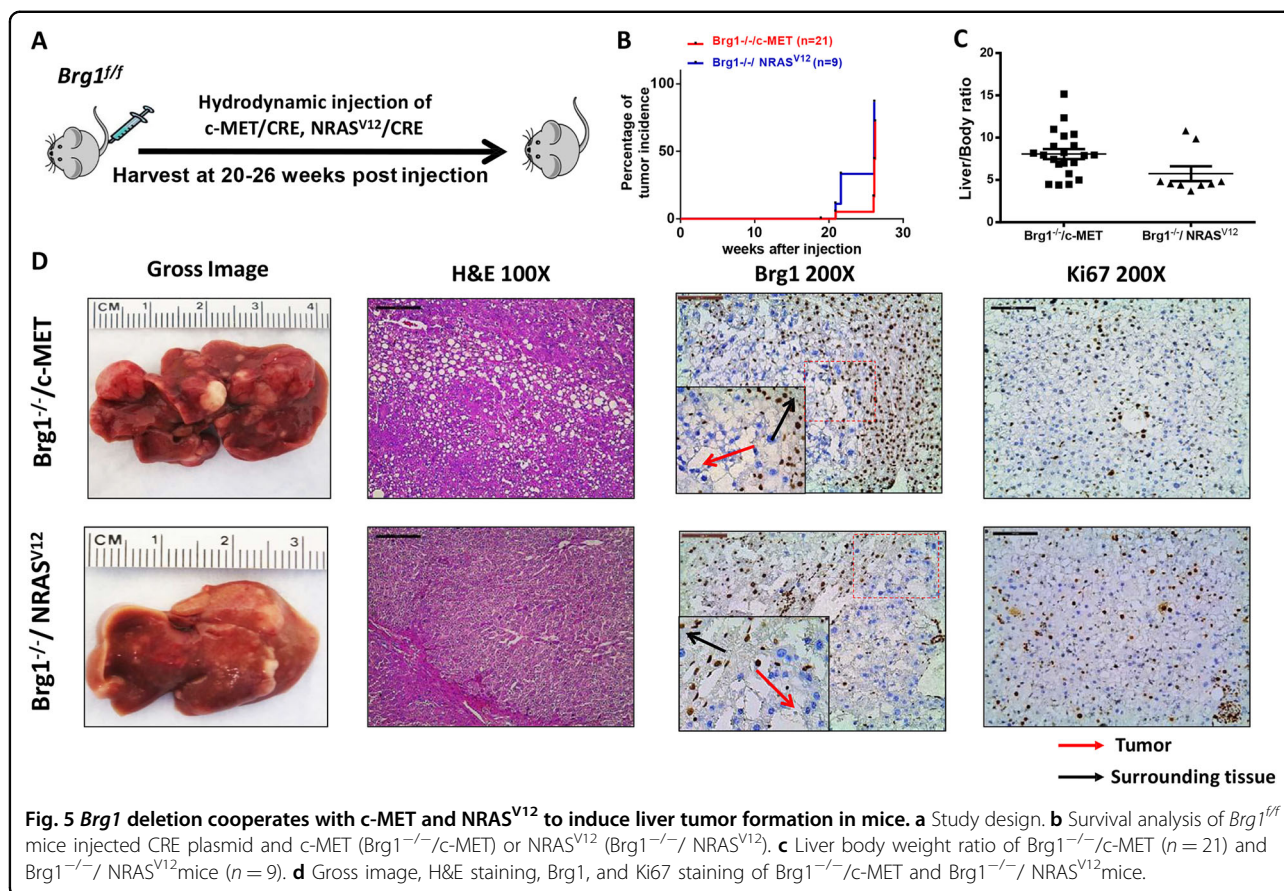 A
Brg1f/f
Hydrodynamic injection of
c-MET/CRE, NRASV12/CRE
Harvest at 20-26 weeks post injection
B
Brg1-/-/c-MET (n=21)
Brg1-/-/ NRASV12 (n=9)
Percentage of
tumor incidence
100
50
0
0 10 20 30
weeks after injection
C
Liver/Body ratio
20
15
10
5
0
Brg1-/-/c-MET Brg1-/-/ NRASV12
D
Gross Image H&E 100X Brg1 200X Ki67 200X
Brg1-/-/c-MET
CM 1 2 3 4
Brg1-/-/ NRASV12
CM 1 2 3
Tumor
Surrounding tissue
Fig. 5 Brg1 deletion cooperates with c-MET and NRASV12 to induce liver tumor formation in mice. a Study design. b Survival analysis of Brg1f/f
mice injected CRE plasmid and c-MET (Brg1−/−/c-MET) or NRASV12 (Brg1−/−/ NRASV12). c Liver body weight ratio of Brg1−/−/c-MET (n = 21) and
Brg1−/−/ NRASV12mice (n = 9). d Gross image, H&E staining, Brg1, and Ki67 staining of Brg1−/−/c-MET and Brg1−/−/ NRASV12mice.